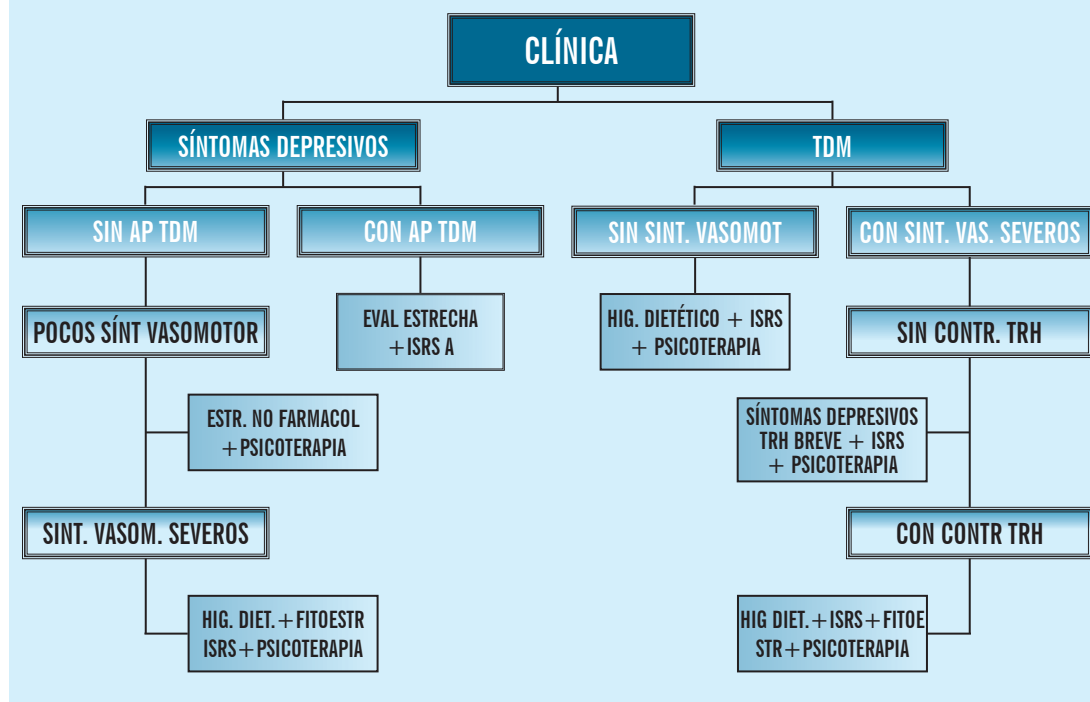 CLÍNICA
SÍNTOMAS DEPRESIVOS
TDM
SIN AP TDM
CON AP TDM
SIN SINT. VASOMOT
CON SINT. VAS. SEVEROS
POCOS SÍNT VASOMOTOR
EVAL ESTRECHA
+ISRS A
HIG. DIETÉTICO + ISRS
+ PSICOTERAPIA
SIN CONTR. TRH
ESTR. NO FARMACOL
+PSICOTERAPIA
SÍNTOMAS DEPRESIVOS
TRH BREVE + ISRS
+ PSICOTERAPIA
SINT. VASOM. SEVEROS
CON CONTR TRH
HIG. DIET.+FITOESTR
ISRS+PSICOTERAPIA
HIG DIET.+ISRS+FITOE
STR+PSICOTERAPIA